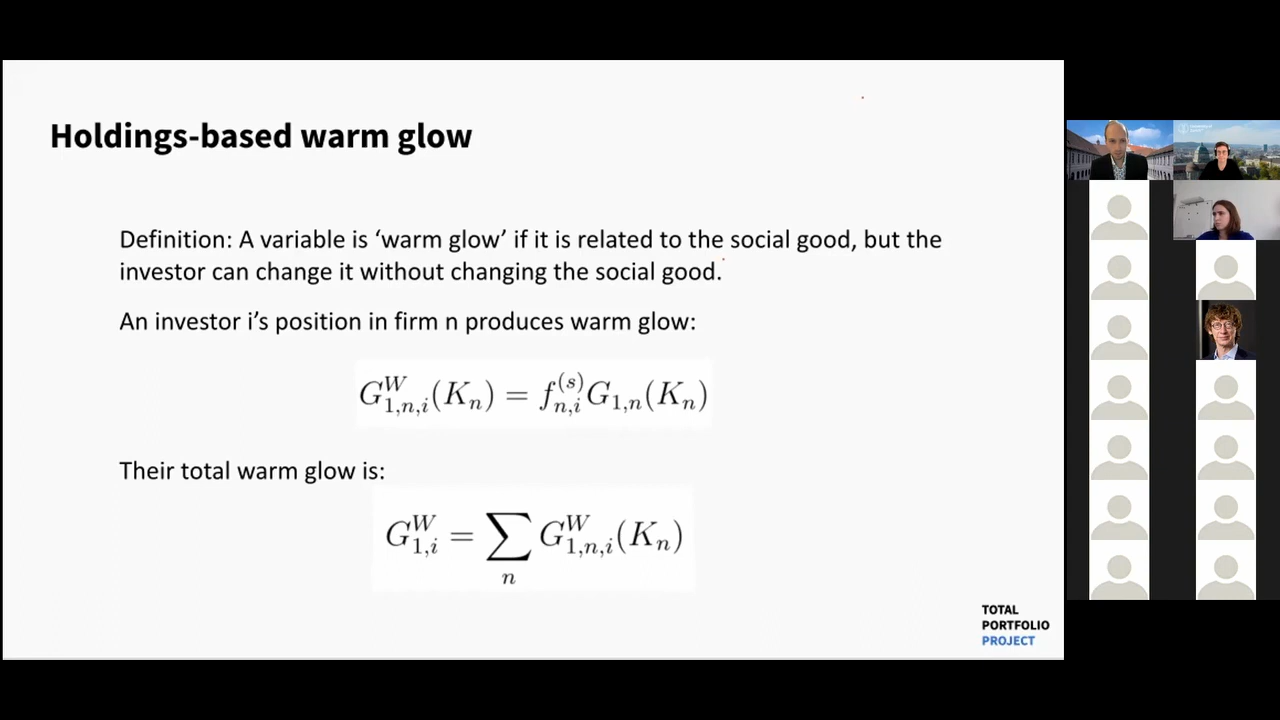 Holdings-based warm glow
Definition: A variable is ‘warm glow’ if it is related to the social good, but the
investor can change it without changing the social good.
An investor i’s position in firm n produces warm glow:
G^W_{1,n,i}(K_n) = f^{(s)}_{n,i} G_{1,n}(K_n)
Their total warm glow is:
G^W_{1,i} = \sum_n G^W_{1,n,i}(K_n)
TOTAL
PORTFOLIO
PROJECT